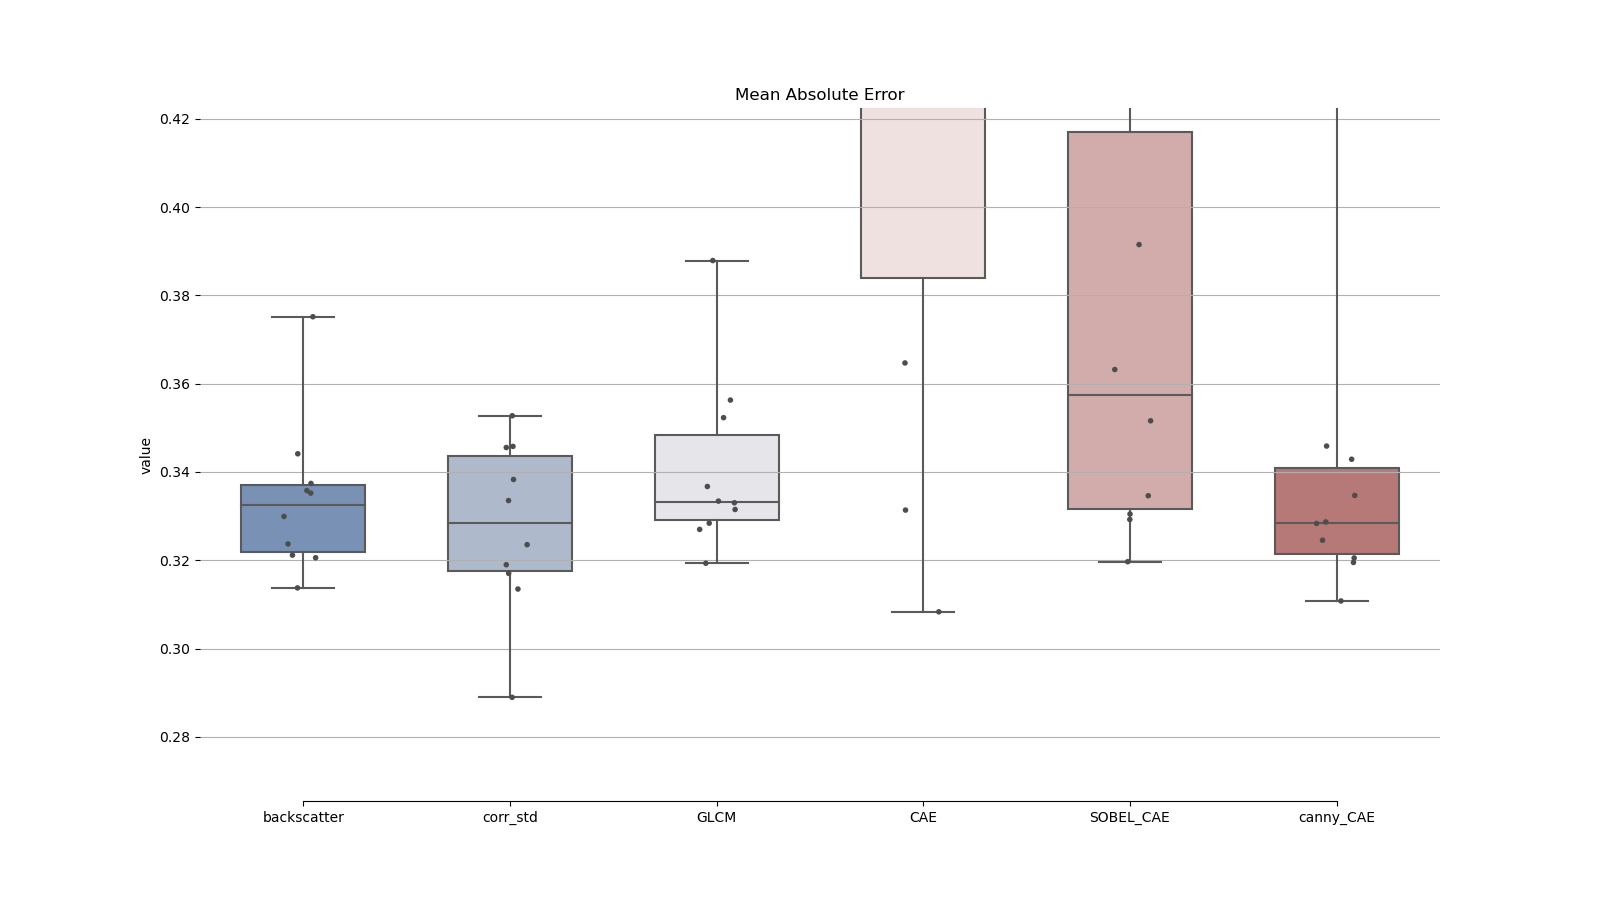 Mean Absolute Error
0.42
0.40
0.38
0.36
0.34
0.32
0.30
0.28
value
backscatter
corr_std
GLCM
CAE
SOBEL_CAE
canny_CAE